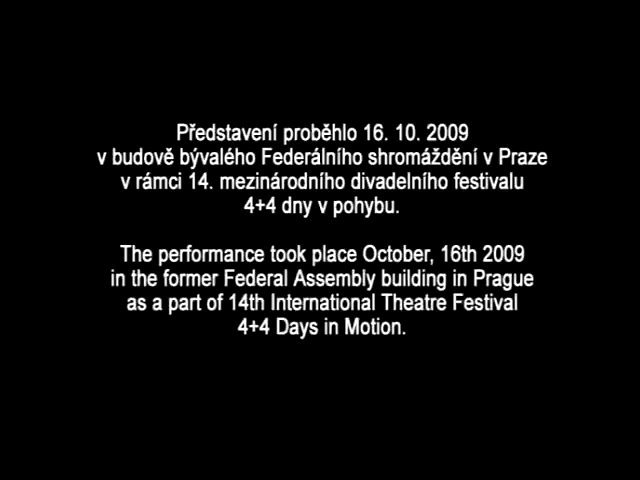 Představení proběhlo 16. 10. 2009
v budově bývalého Federálního shromáždění v Praze
v rámci 14. mezinárodního divadelního festivalu
4+4 dny v pohybu.
The performance took place October, 16th 2009
in the former Federal Assembly building in Prague
as a part of 14th International Theatre Festival
4+4 Days in Motion.